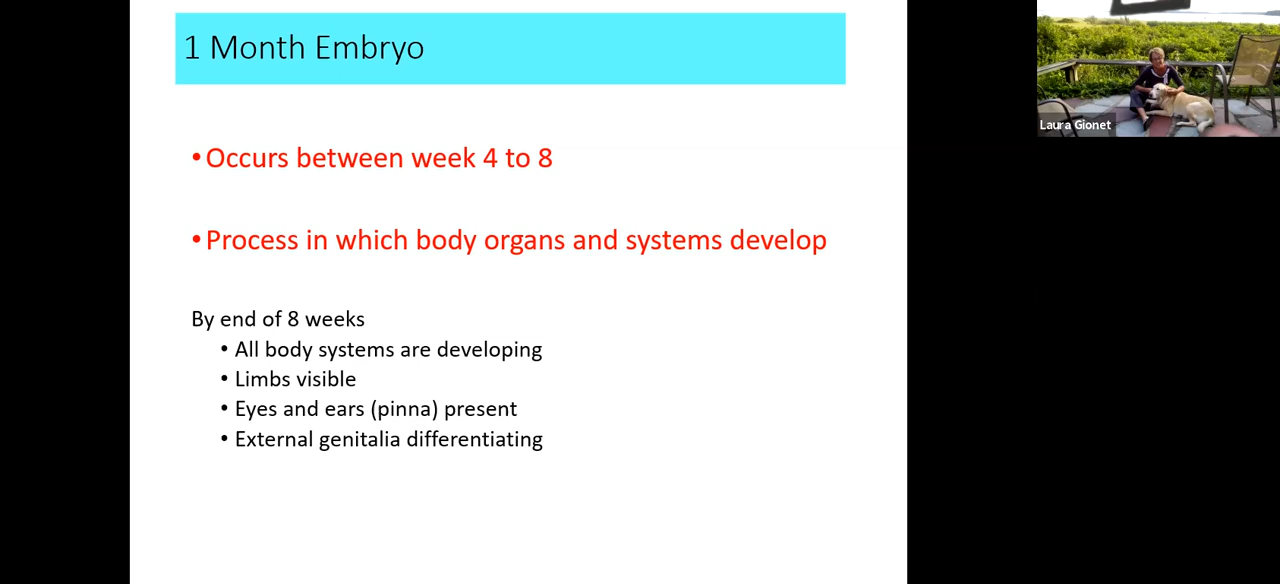 1 Month Embryo
• Occurs between week 4 to 8
• Process in which body organs and systems develop
By end of 8 weeks
• All body systems are developing
• Limbs visible
• Eyes and ears (pinna) present
• External genitalia differentiating
Laura Gionet